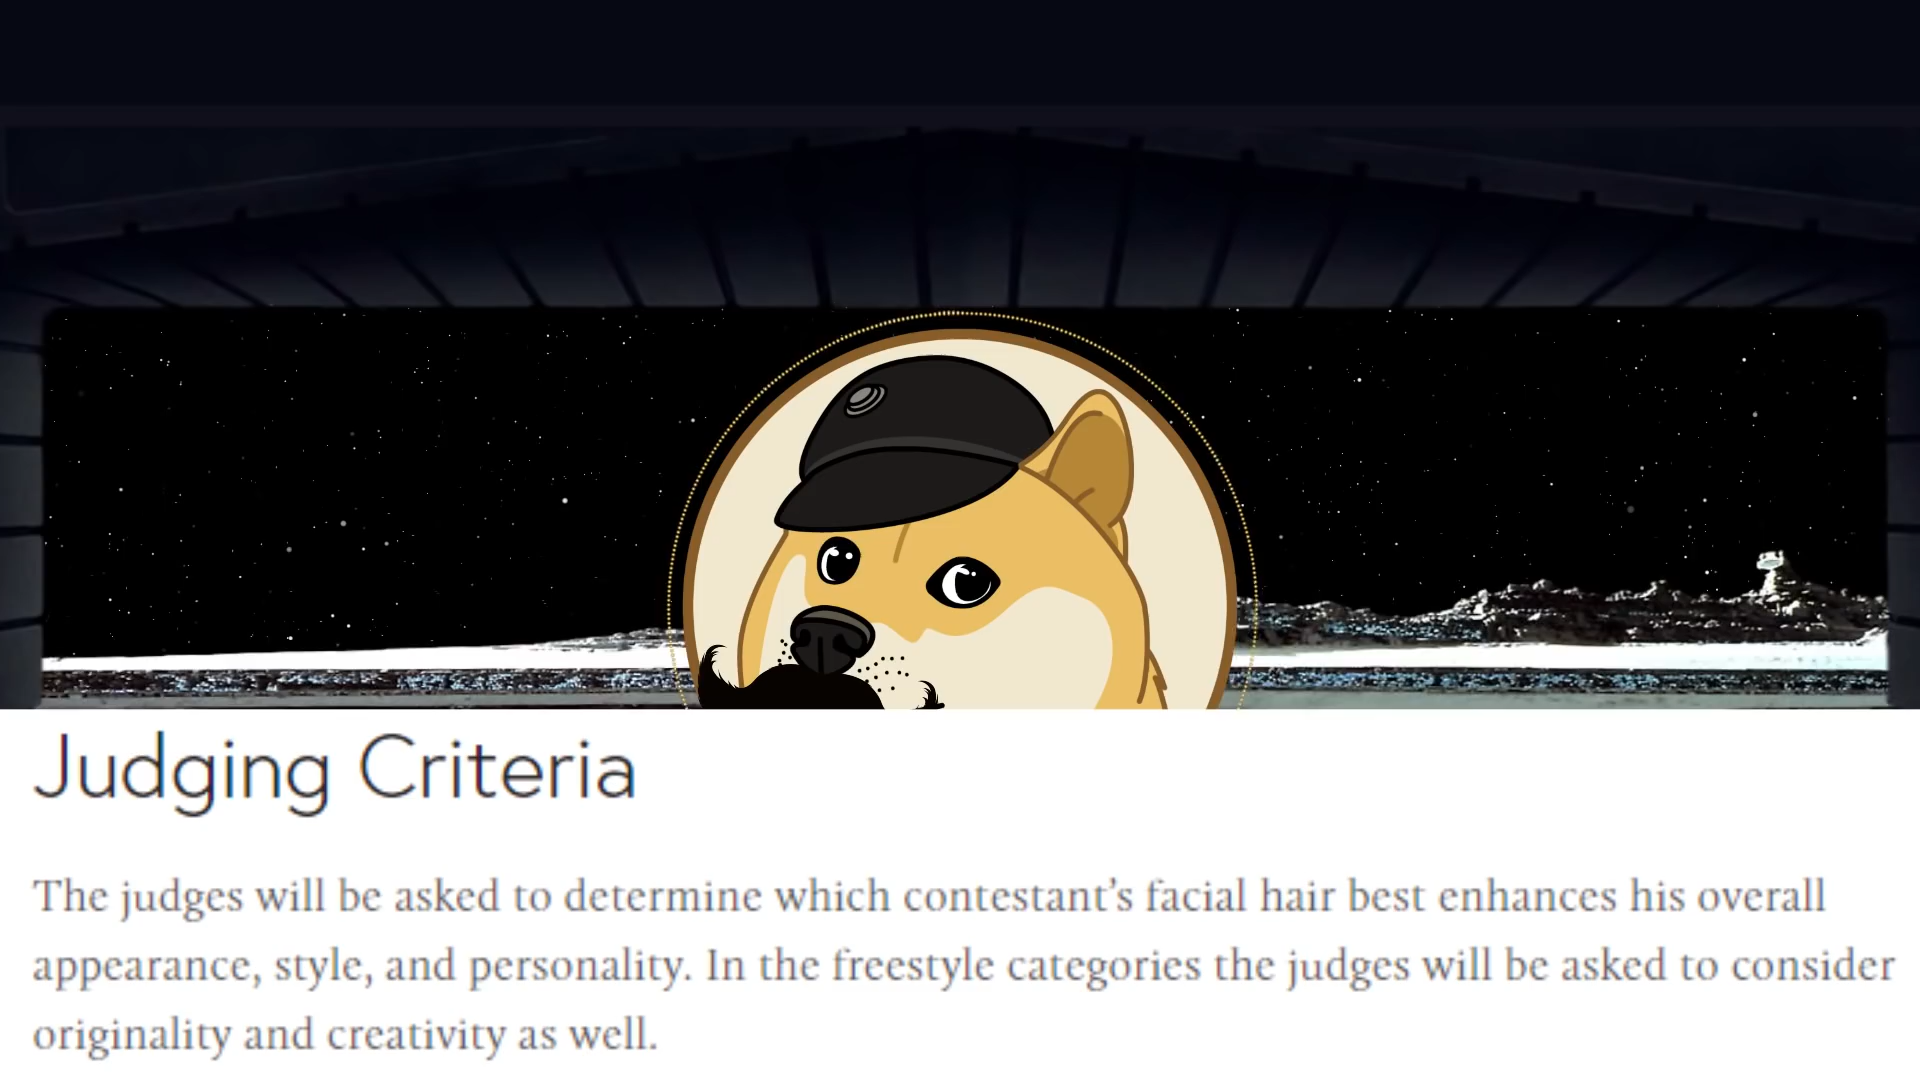 Judging Criteria
The judges will be asked to determine which contestant’s facial hair best enhances his overall
appearance, style, and personality. In the freestyle categories the judges will be asked to consider
originality and creativity as well.